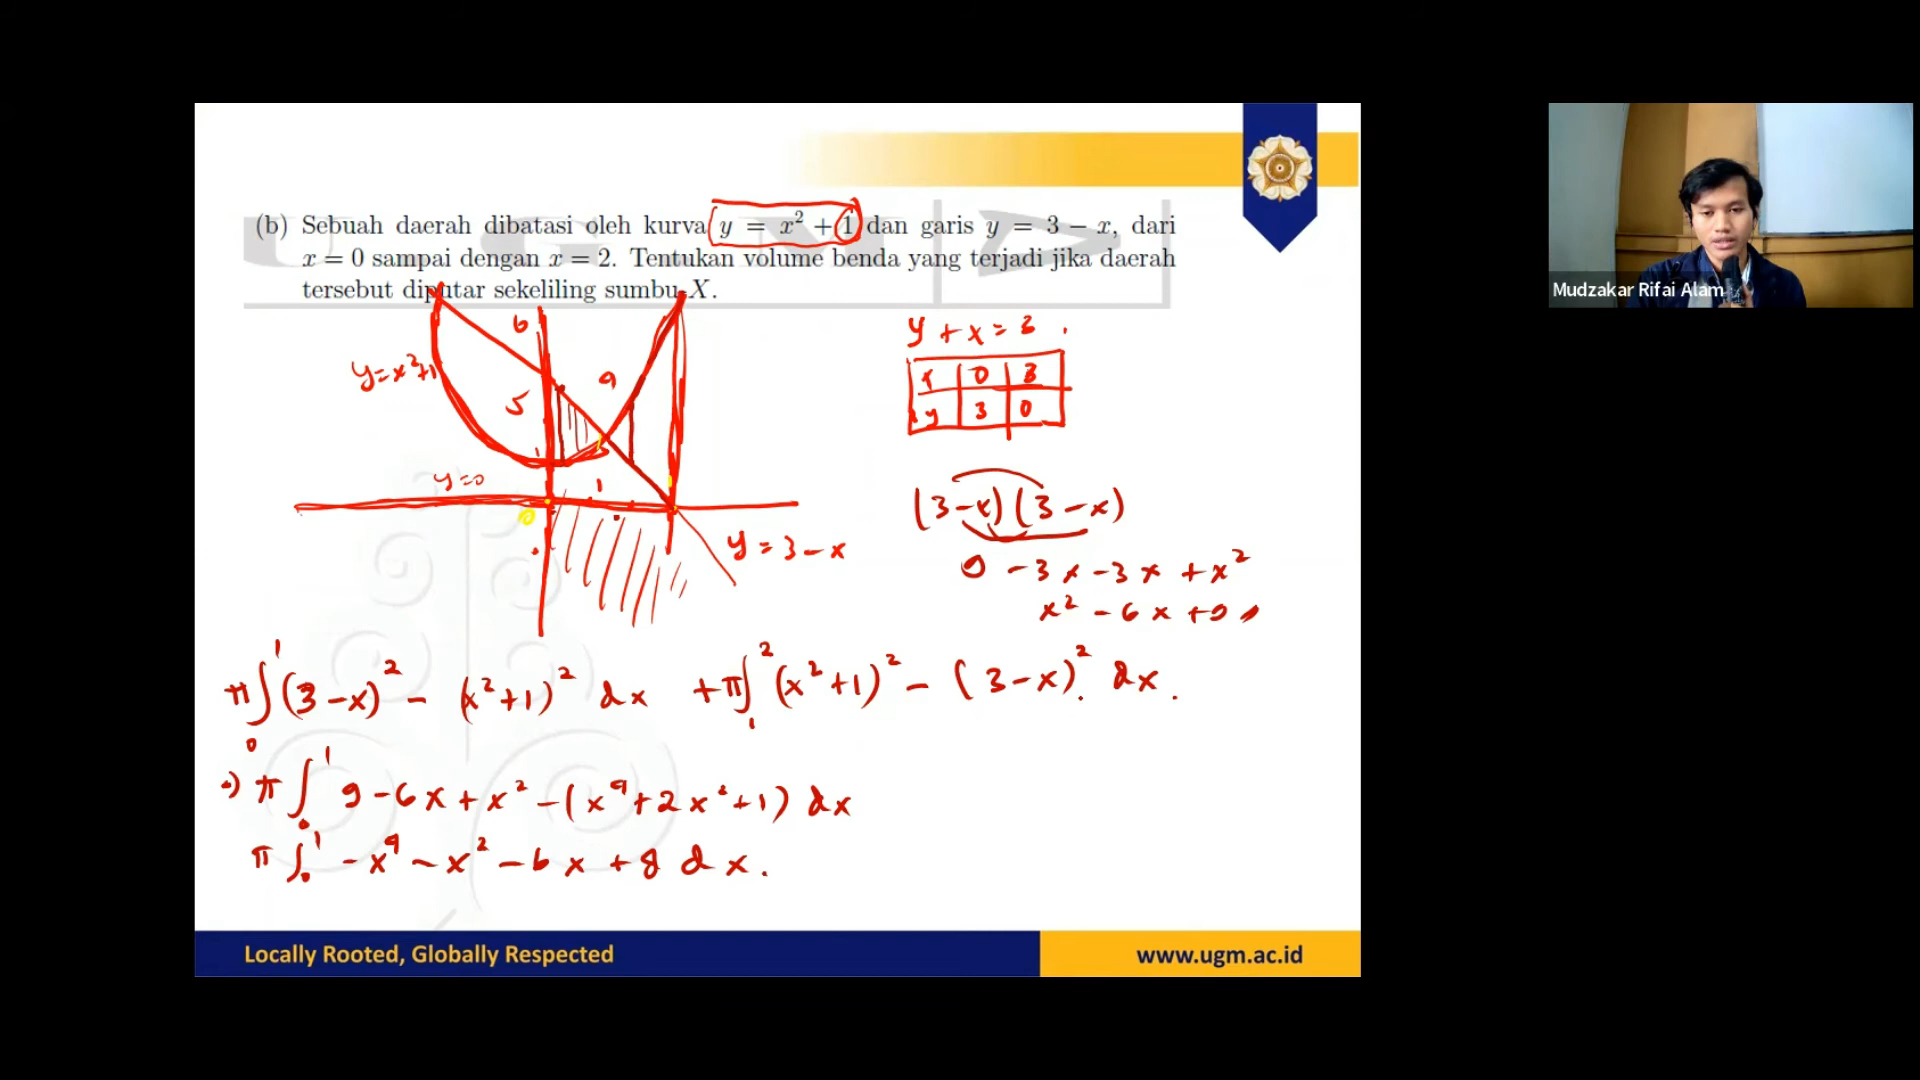 (b) Sebuah daerah dibatasi oleh kurva y = x² + 1 dan garis y = 3 − x, dari
x = 0 sampai dengan x = 2. Tentukan volume benda yang terjadi jika daerah
tersebut diputar sekeliling sumbu X.
Mudzakar Rifai Alam
6
y + x = 3
y = x²+1
9
x 0 3
5
y 3 0
1
y=0
1
(3−x)(3−x)
0
y = 3 − x
9 − 3x − 3x + x²
x² − 6x + 9
π∫₀¹ (3−x)² − (x²+1)² dx + π∫₁² (x²+1)² − (3−x)² dx.
π∫₀¹ 9 − 6x + x² − (x⁴ + 2x² + 1) dx
π∫₀¹ −x⁴ − x² − 6x + 8 dx.
Locally Rooted, Globally Respected
www.ugm.ac.id